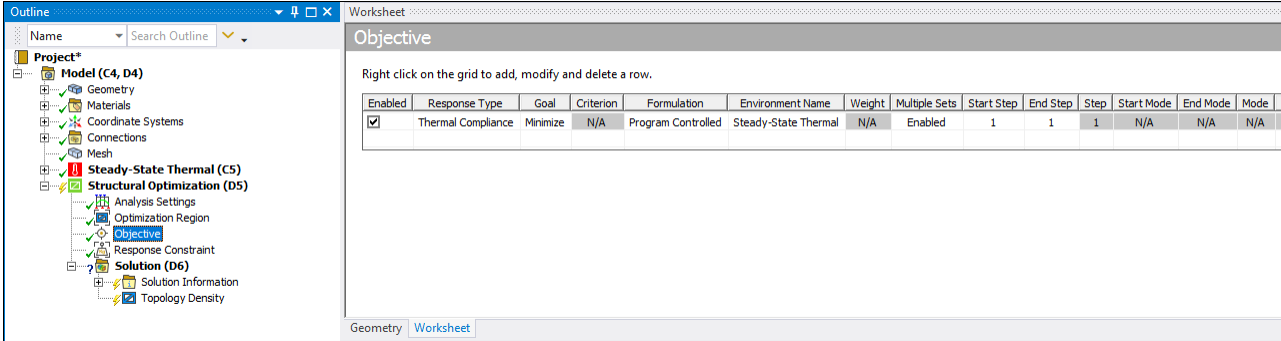 Outline
Name
Search Outline
Project*
Model (C4, D4)
Geometry
Materials
Coordinate Systems
Connections
Mesh
Steady-State Thermal (C5)
Structural Optimization (D5)
Analysis Settings
Optimization Region
Objective
Response Constraint
Solution (D6)
Solution Information
Topology Density
Worksheet
Objective
Right click on the grid to add, modify and delete a row.
Enabled Response Type Goal Criterion Formulation Environment Name Weight Multiple Sets Start Step End Step Step Start Mode End Mode Mode
Thermal Compliance Minimize N/A Program Controlled Steady-State Thermal N/A Enabled 1 1 1 N/A N/A N/A
Geometry Worksheet